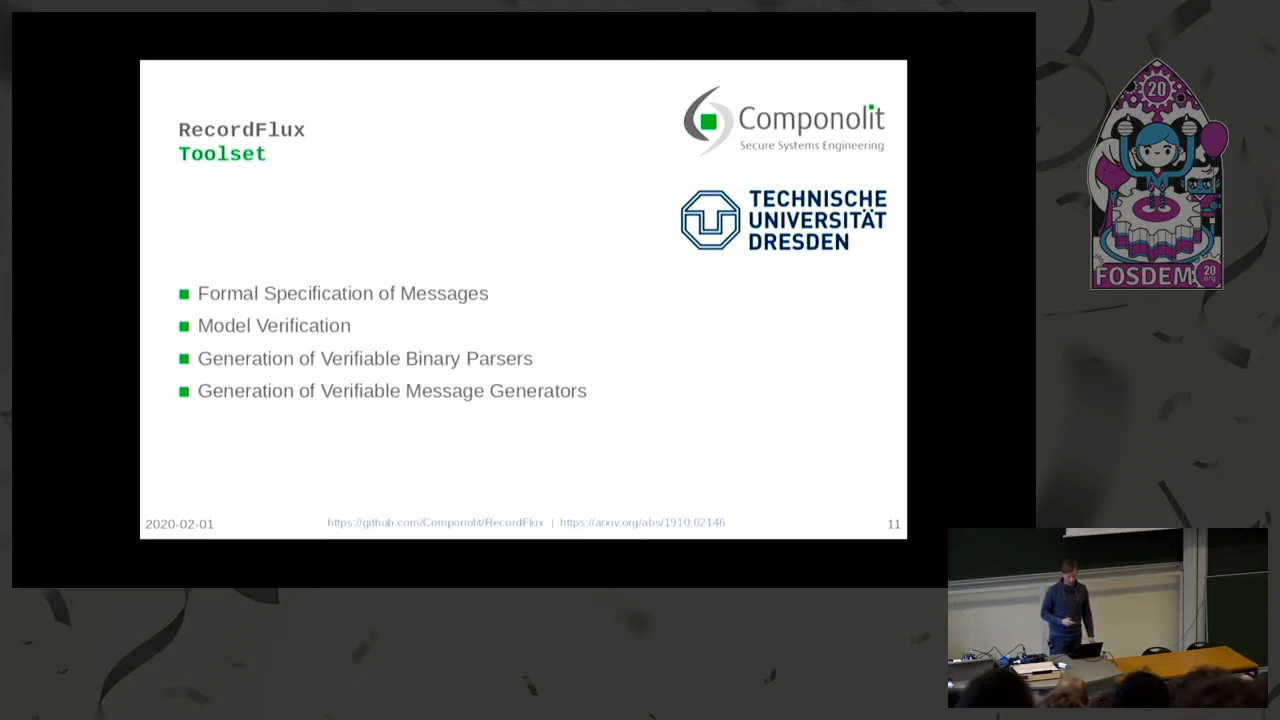 RecordFlux
Toolset
Componolit
Secure Systems Engineering
TECHNISCHE
UNIVERSITÄT
DRESDEN
Formal Specification of Messages
Model Verification
Generation of Verifiable Binary Parsers
Generation of Verifiable Message Generators
2020-02-01
https://github.com/Componolit/RecordFlux | https://arxiv.org/abs/1910.02146
11
20
FOSDEM
20
org